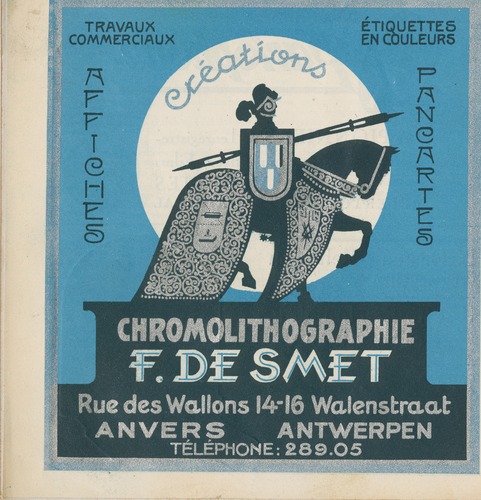 TRAVAUX
COMMERCIAUX
ÉTIQUETTES
EN COULEURS
Créations
AFFICHES
PANCARTES
CHROMOLITHOGRAPHIE
F. DE SMET
Rue des Wallons 14-16 Walenstraat
ANVERS ANTWERPEN
TÉLÉPHONE: 289.05